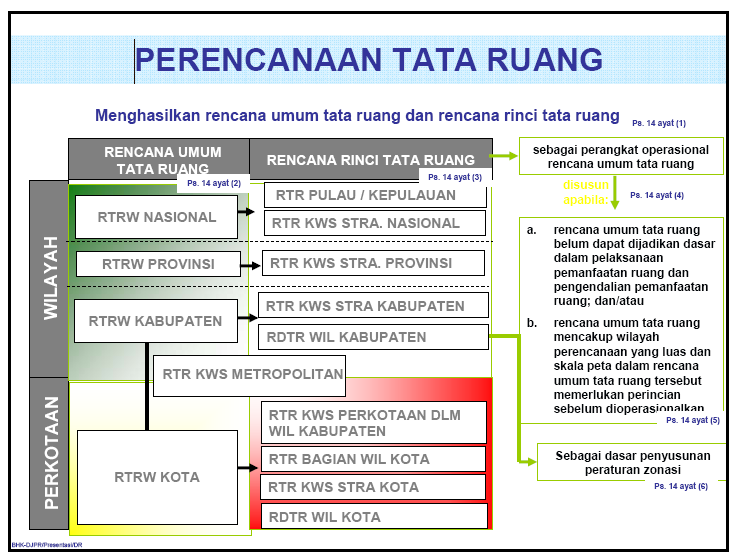 PERENCANAAN TATA RUANG
Menghasilkan rencana umum tata ruang dan rencana rinci tata ruang
Ps. 14 ayat (1)
RENCANA UMUM
TATA RUANG
Ps. 14 ayat (2)
RENCANA RINCI TATA RUANG
Ps. 14 ayat (3)
sebagai perangkat operasional
rencana umum tata ruang
disusun
apabila:
Ps. 14 ayat (4)
WILAYAH
RTRW NASIONAL
RTR PULAU / KEPULAUAN
RTR KWS STRA. NASIONAL
RTRW PROVINSI
RTR KWS STRA. PROVINSI
RTRW KABUPATEN
RTR KWS STRA KABUPATEN
RDTR WIL KABUPATEN
RTR KWS METROPOLITAN
PERKOTAAN
RTRW KOTA
RTR KWS PERKOTAAN DLM
WIL KABUPATEN
RTR BAGIAN WIL KOTA
RTR KWS STRA KOTA
RDTR WIL KOTA
a. rencana umum tata ruang
belum dapat dijadikan dasar
dalam pelaksanaan
pemanfaatan ruang dan
pengendalian pemanfaatan
ruang; dan/atau
b. rencana umum tata ruang
mencakup wilayah
perencanaan yang luas dan
skala peta dalam rencana
umum tata ruang tersebut
memerlukan perincian
sebelum dioperasionalkan
Ps. 14 ayat (5)
Sebagai dasar penyusunan
peraturan zonasi
Ps. 14 ayat (6)
BHK-DJPR/Presentasi/DR